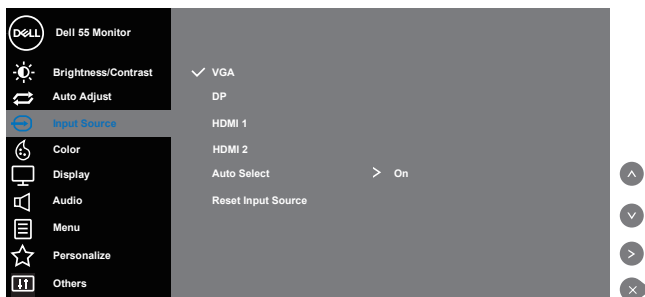 DELL
Dell 55 Monitor
Brightness/Contrast
Auto Adjust
Input Source
Color
Display
Audio
Menu
Personalize
Others
VGA
DP
HDMI 1
HDMI 2
Auto Select > On
Reset Input Source